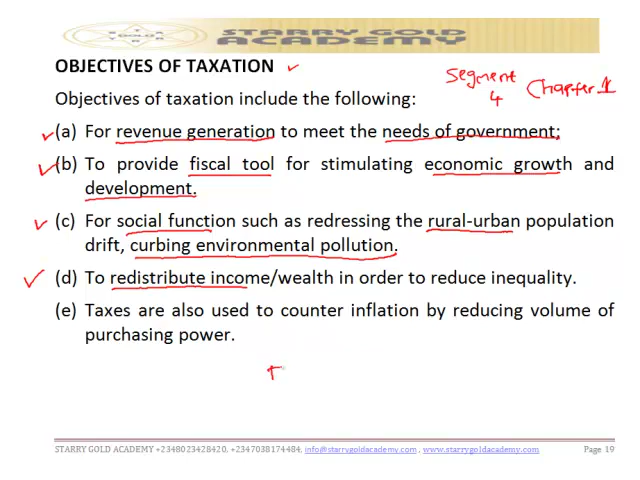 STARRY GOLD
ACADEMY
OBJECTIVES OF TAXATION
Segment
4
Chapter 1
Objectives of taxation include the following:
(a) For revenue generation to meet the needs of government;
(b) To provide fiscal tool for stimulating economic growth and
development.
(c) For social function such as redressing the rural-urban population
drift, curbing environmental pollution.
(d) To redistribute income/wealth in order to reduce inequality.
(e) Taxes are also used to counter inflation by reducing volume of
purchasing power.
STARRY GOLD ACADEMY +2348023428420, +2347038174484, info@starrygoldacademy.com , www.starrygoldacademy.com Page 19